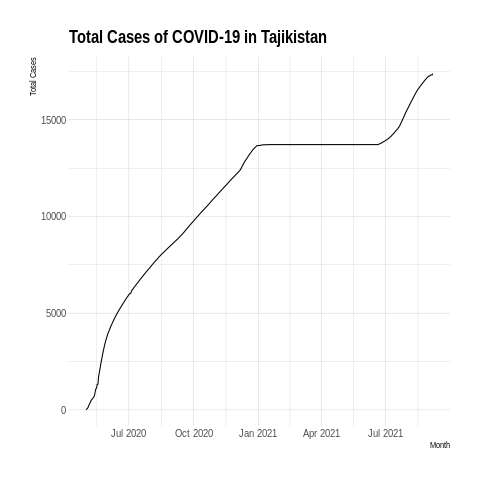 Total Cases of COVID-19 in Tajikistan
Total Cases
15000
10000
5000
0
Jul 2020 Oct 2020 Jan 2021 Apr 2021 Jul 2021
Month